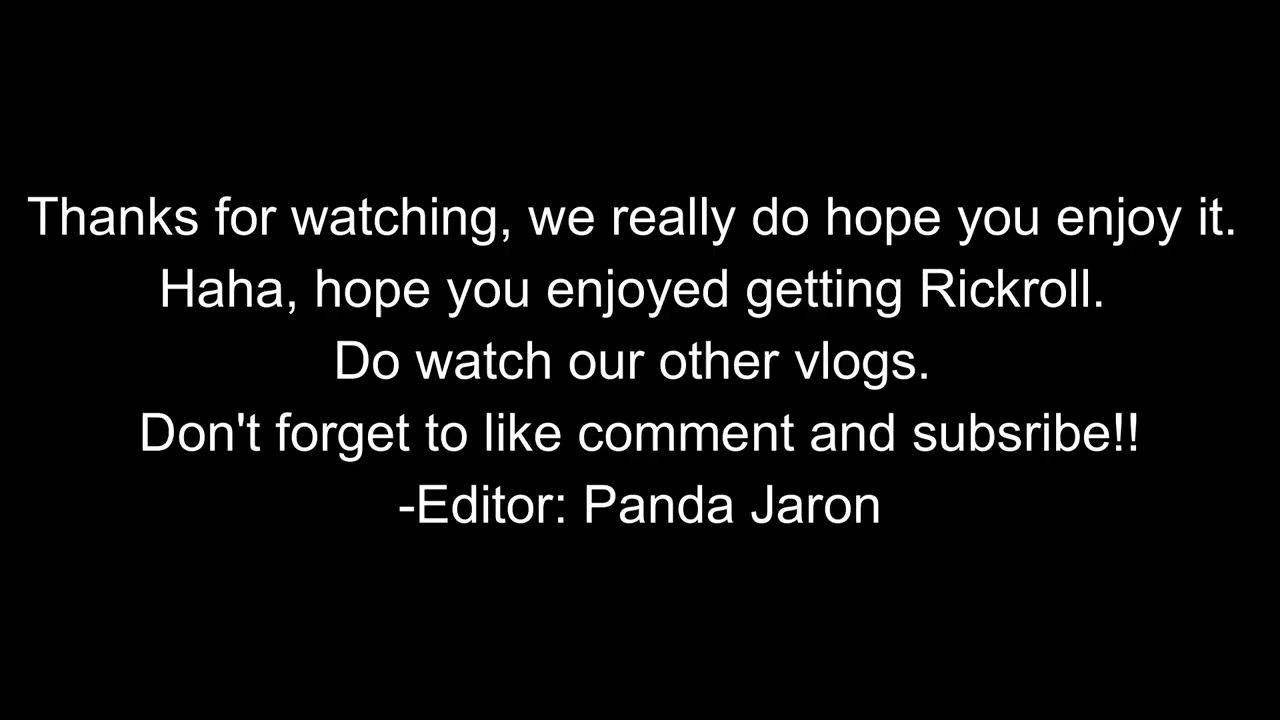 Thanks for watching, we really do hope you enjoy it.
Haha, hope you enjoyed getting Rickroll.
Do watch our other vlogs.
Don't forget to like comment and subsribe!!
-Editor: Panda Jaron